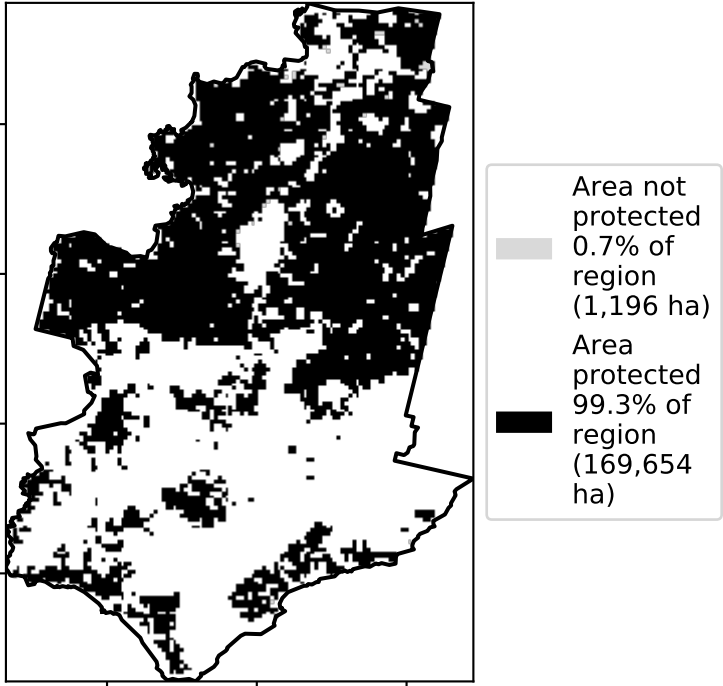 Area not
protected
0.7% of
region
(1,196 ha)
Area
protected
99.3% of
region
(169,654
ha)